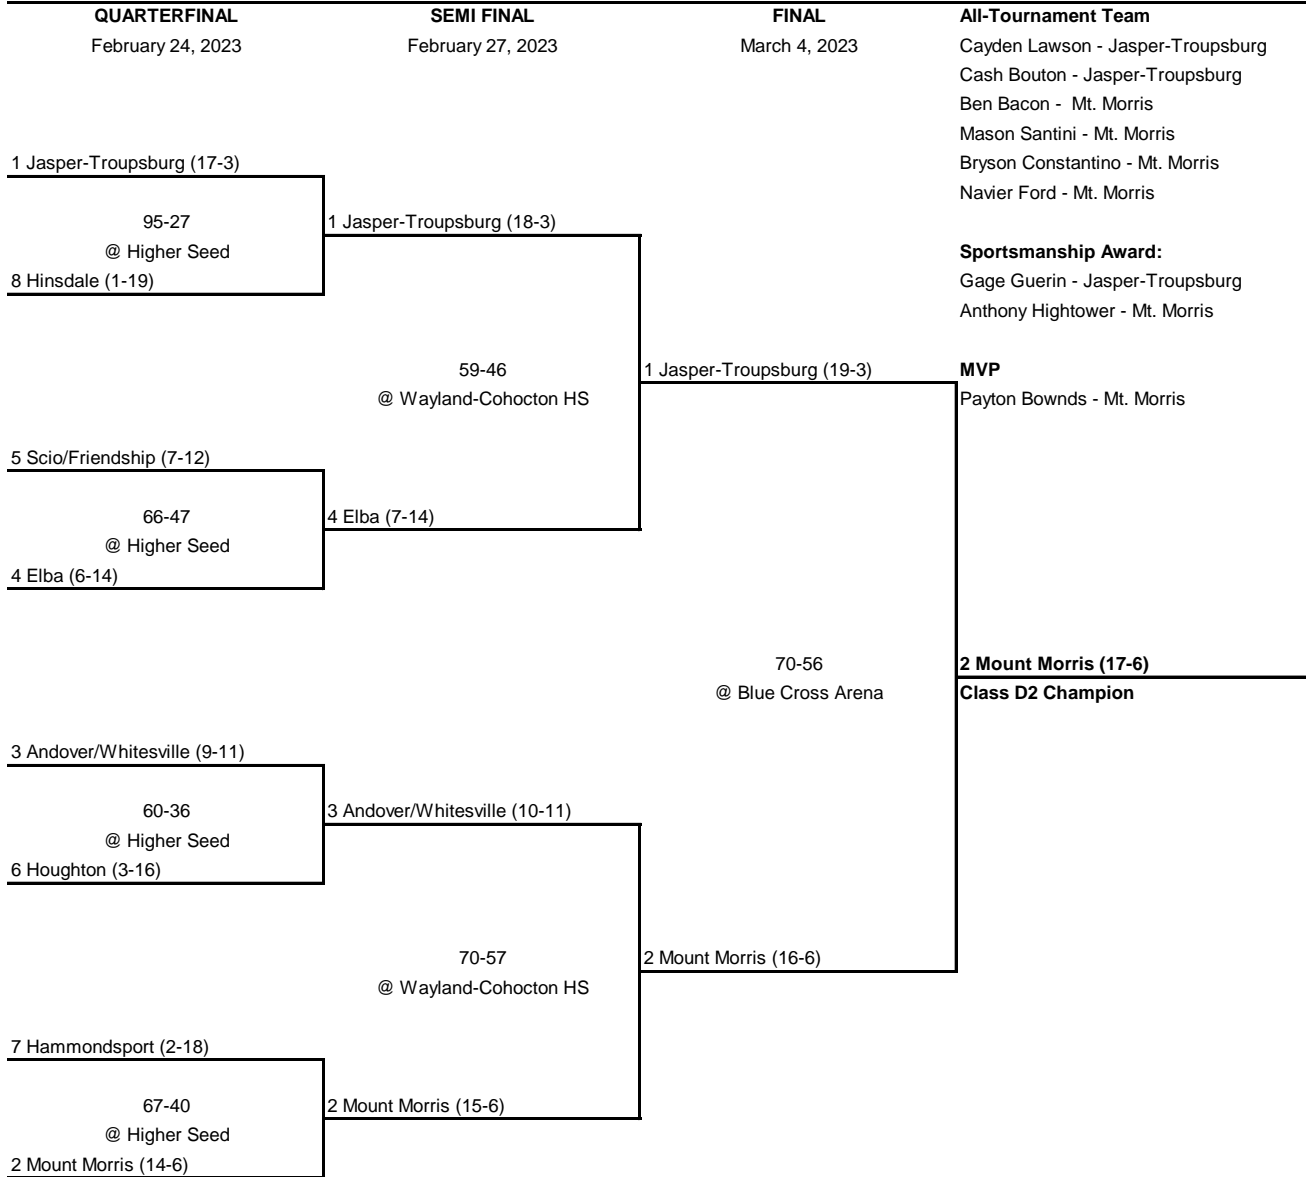 QUARTERFINAL
February 24, 2023
SEMI FINAL
February 27, 2023
FINAL
March 4, 2023
All-Tournament Team
Cayden Lawson - Jasper-Troupsburg
Cash Bouton - Jasper-Troupsburg
Ben Bacon -  Mt. Morris
Mason Santini - Mt. Morris
Bryson Constantino - Mt. Morris
Navier Ford - Mt. Morris
Sportsmanship Award:
Gage Guerin - Jasper-Troupsburg
Anthony Hightower - Mt. Morris
MVP
Payton Bownds - Mt. Morris
1 Jasper-Troupsburg (17-3)
95-27
@ Higher Seed
8 Hinsdale (1-19)
1 Jasper-Troupsburg (18-3)
59-46
@ Wayland-Cohocton HS
1 Jasper-Troupsburg (19-3)
5 Scio/Friendship (7-12)
66-47
@ Higher Seed
4 Elba (6-14)
4 Elba (7-14)
70-56
@ Blue Cross Arena
2 Mount Morris (17-6)
Class D2 Champion
3 Andover/Whitesville (9-11)
60-36
@ Higher Seed
6 Houghton (3-16)
3 Andover/Whitesville (10-11)
70-57
@ Wayland-Cohocton HS
2 Mount Morris (16-6)
7 Hammondsport (2-18)
67-40
@ Higher Seed
2 Mount Morris (14-6)
2 Mount Morris (15-6)